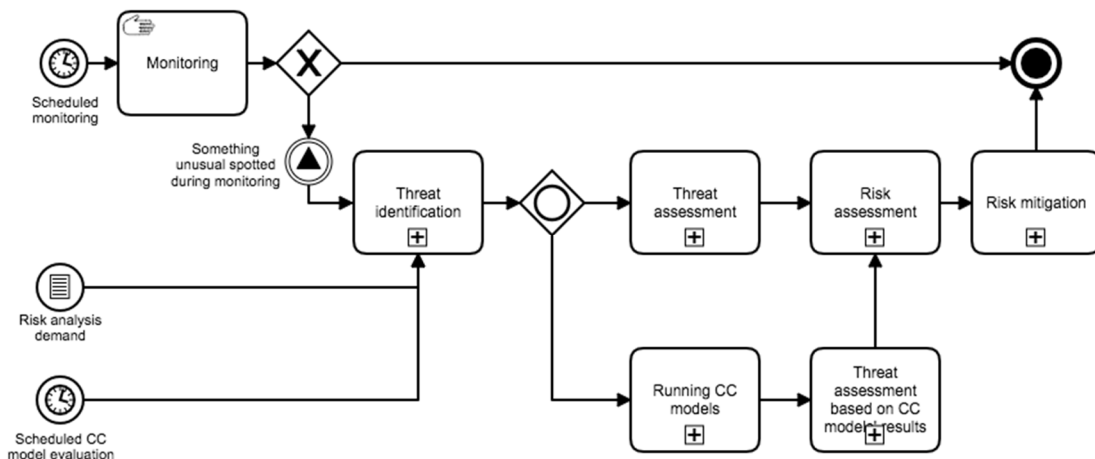 Monitoring
Scheduled
monitoring
Something
unusual spotted
during monitoring
Threat
identification
Threat
assessment
Risk
assessment
Risk mitigation
Risk analysis
demand
Scheduled CC
model evaluation
Running CC
models
Threat
assessment
based on CC
model results